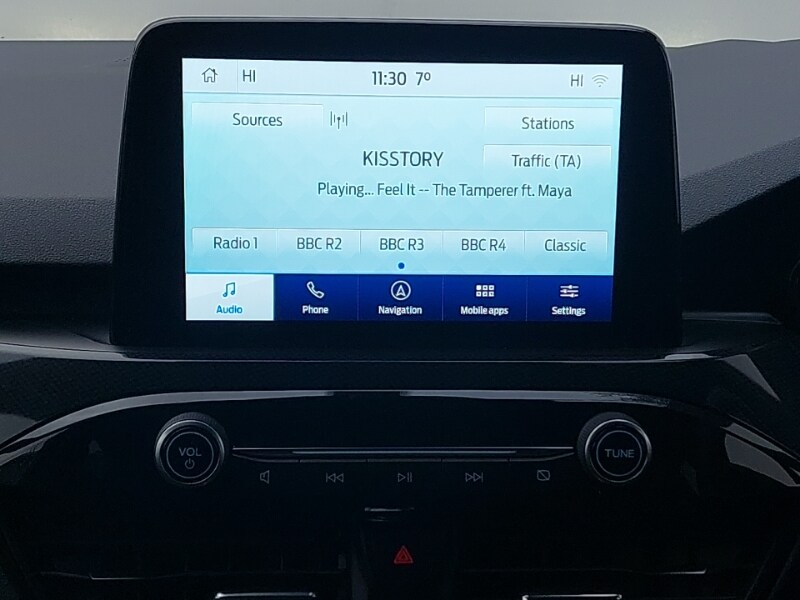 HI 11:30 7° HI
Sources
Stations
KISSTORY
Traffic (TA)
Playing... Feel It -- The Tamperer ft. Maya
Radio 1 BBC R2 BBC R3 BBC R4 Classic
Audio Phone Navigation Mobile apps Settings
VOL TUNE